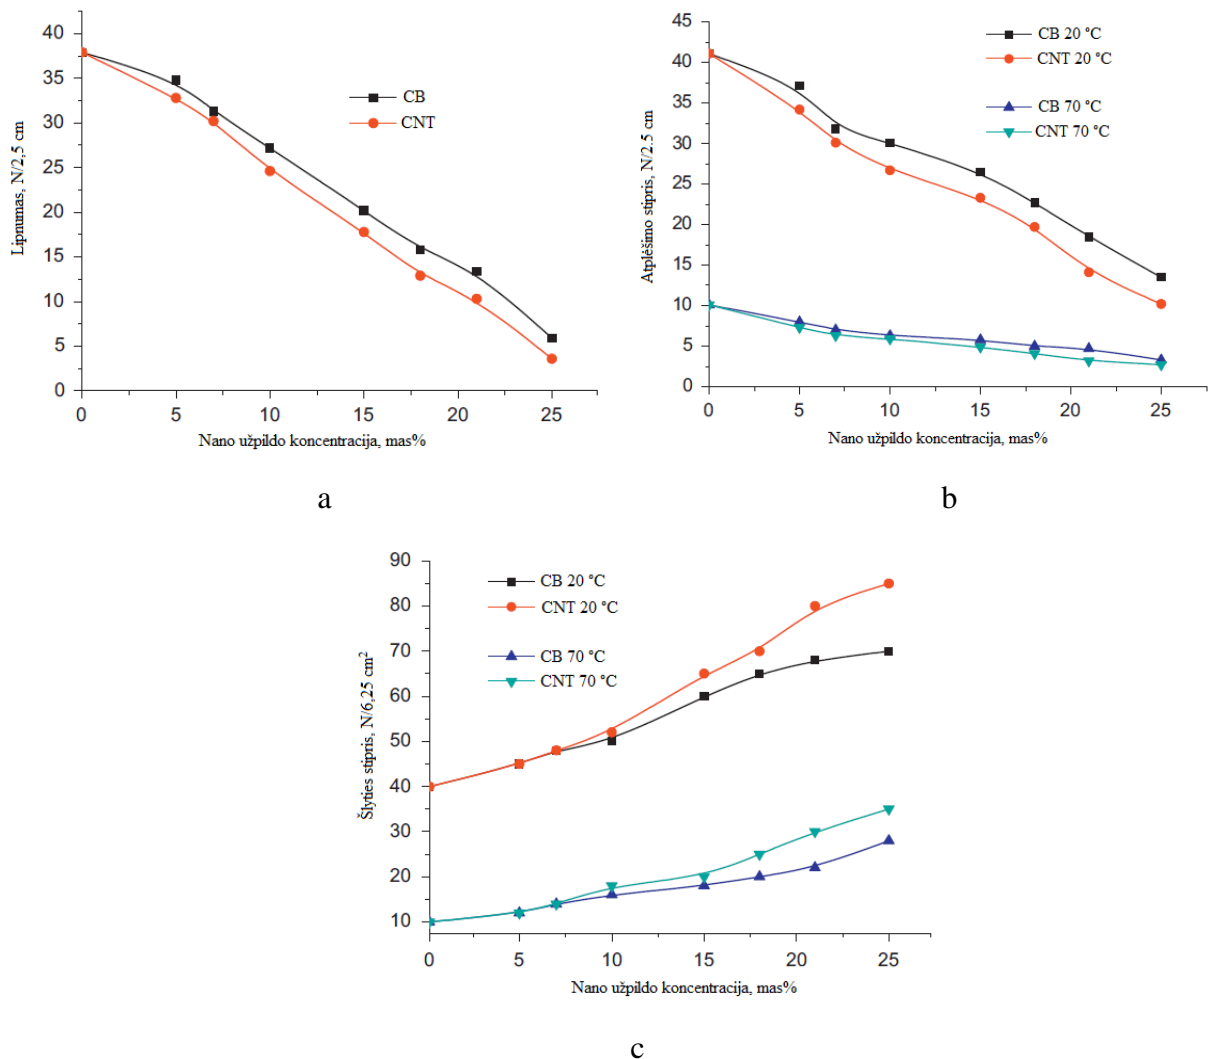 40
35
30
25
20
15
10
5
0
Lipnumas, N/2,5 cm
CB
CNT
0 5 10 15 20 25
Nano užpildo koncentracija, mas%
a
45
40
35
30
25
20
15
10
5
0
Atplėšimo stipris, N/2.5 cm
CB 20 °C
CNT 20 °C
CB 70 °C
CNT 70 °C
0 5 10 15 20 25
Nano užpildo koncentracija, mas%
b
90
80
70
60
50
40
30
20
10
Šlyties stipris, N/6,25 cm²
CB 20 °C
CNT 20 °C
CB 70 °C
CNT 70 °C
0 5 10 15 20 25
Nano užpildo koncentracija, mas%
c